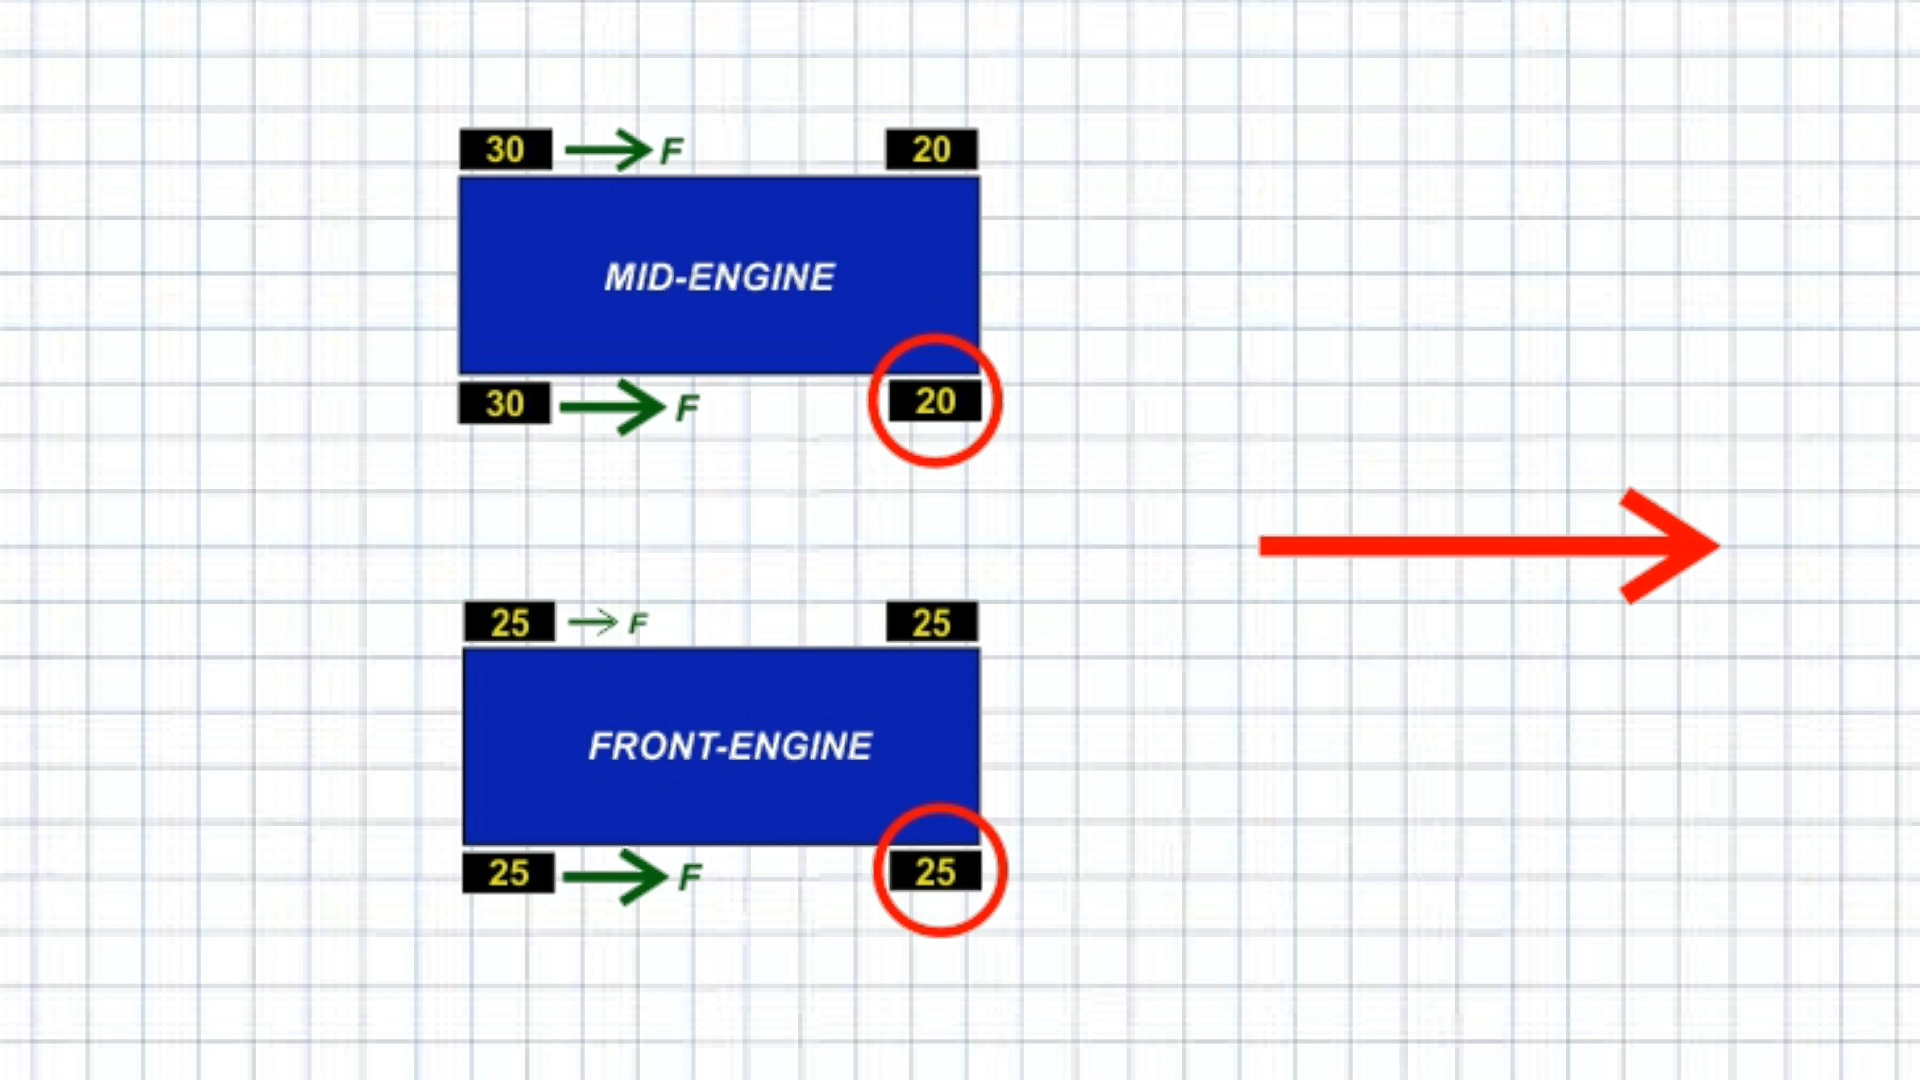 30 F 20
MID-ENGINE
30 F 20
25 F 25
FRONT-ENGINE
25 F 25